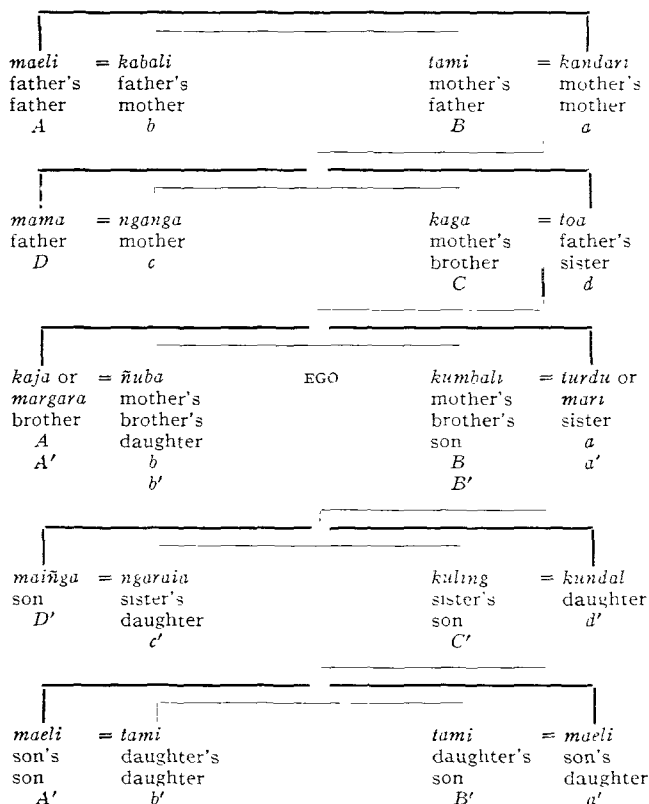 maeli = kabali tami = kandari
father's father's mother's mother's
father mother father mother
A b B a
mama = nganga kaga = toa
father mother mother's father's
D c brother sister
C d
kaja or = ñuba EGO kumbali = turdu or
margara mother's mother's mari
brother brother's brother's sister
A daughter son a
A' b B a'
b' B'
maiñga = ngaraia kuling = kundal
son sister's sister's daughter
D' daughter son d'
c' C'
maeli = tami tami = maeli
son's daughter's daughter's son's
son daughter son daughter
A' b' B' a'